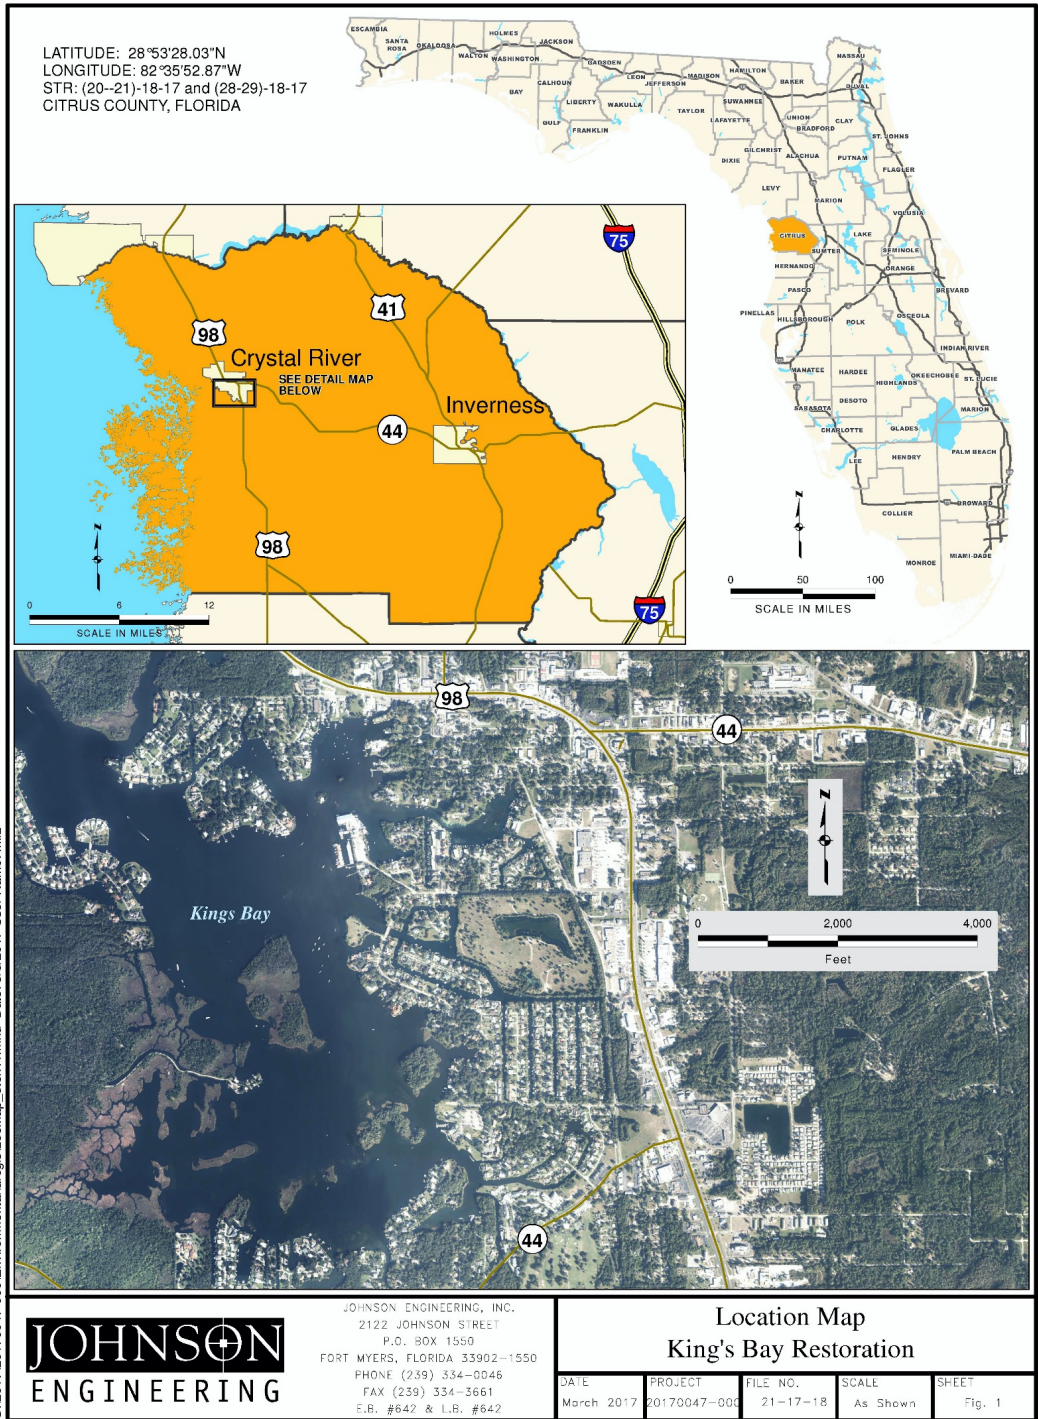 LATITUDE: 28°53'28.03"N
LONGITUDE: 82°35'52.87"W
STR: (20--21)-18-17 and (28-29)-18-17
CITRUS COUNTY, FLORIDA
ESCAMBIA
SANTA ROSA
OKALOOSA
HOLMES
WALTON
WASHINGTON
JACKSON
BAY
CALHOUN
GULF
LIBERTY
GADSDEN
FRANKLIN
LEON
WAKULLA
JEFFERSON
MADISON
TAYLOR
HAMILTON
SUWANNEE
LAFAYETTE
DIXIE
GILCHRIST
BAKER
UNION
BRADFORD
ALACHUA
NASSAU
DUVAL
CLAY
ST. JOHNS
PUTNAM
FLAGLER
LEVY
MARION
VOLUSIA
CITRUS
SUMTER
LAKE
SEMINOLE
ORANGE
HERNANDO
PASCO
BREVARD
PINELLAS
HILLSBOROUGH
POLK
OSCEOLA
INDIAN RIVER
MANATEE
HARDEE
HIGHLANDS
OKEECHOBEE
ST. LUCIE
SARASOTA
DESOTO
MARION
CHARLOTTE
GLADES
PALM BEACH
LEE
HENDRY
COLLIER
BROWARD
MONROE
MIAMI-DADE
N
0 50 100
SCALE IN MILES
75
41
98
Crystal River
SEE DETAIL MAP
BELOW
Inverness
44
98
75
N
0 6 12
SCALE IN MILES
98
44
N
Kings Bay
0 2,000 4,000
Feet
44
JOHNSON
ENGINEERING
JOHNSON ENGINEERING, INC.
2122 JOHNSON STREET
P.O. BOX 1550
FORT MYERS, FLORIDA 33902-1550
PHONE (239) 334-0046
FAX (239) 334-3661
E.B. #642 & L.B. #642
Location Map
King's Bay Restoration
DATE
March 2017
PROJECT
20170047-000
FILE NO.
21-17-18
SCALE
As Shown
SHEET
Fig. 1